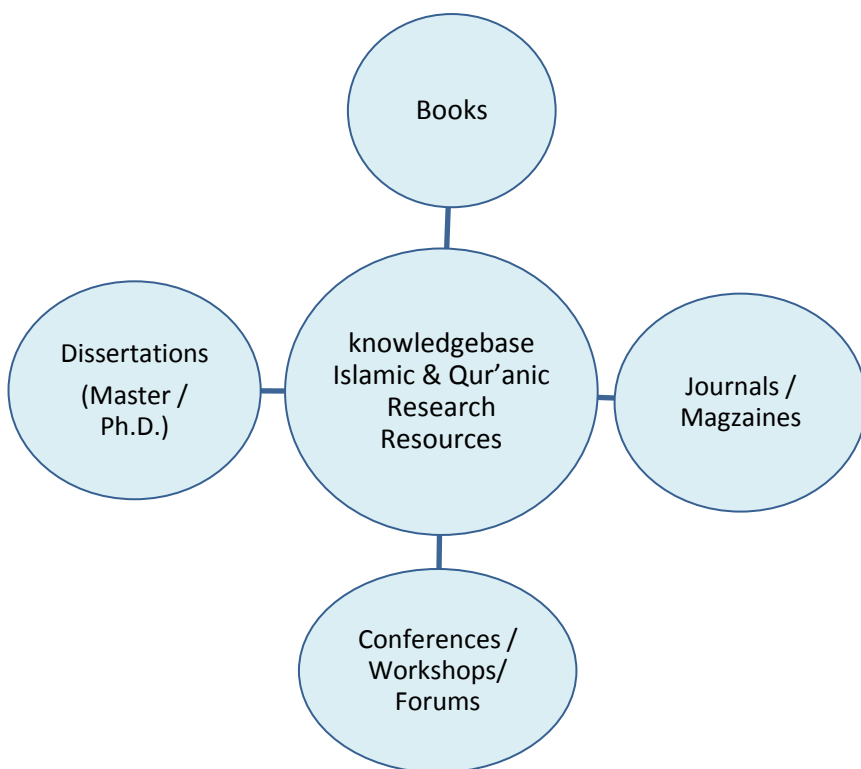 Books
Dissertations
(Master /
Ph.D.)
knowledgebase
Islamic & Qur’anic
Research
Resources
Journals /
Magzaines
Conferences /
Workshops/
Forums